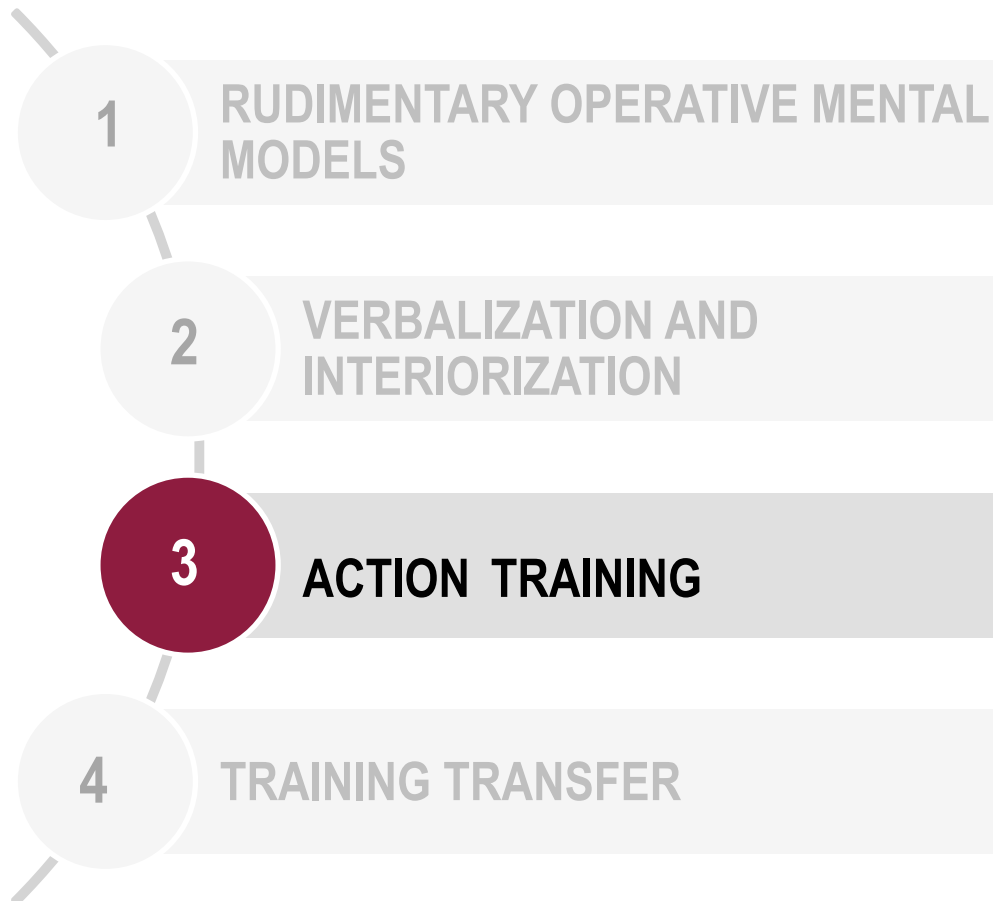 1
RUDIMENTARY OPERATIVE MENTAL
MODELS
2
VERBALIZATION AND
INTERIORIZATION
3
ACTION TRAINING
4
TRAINING TRANSFER